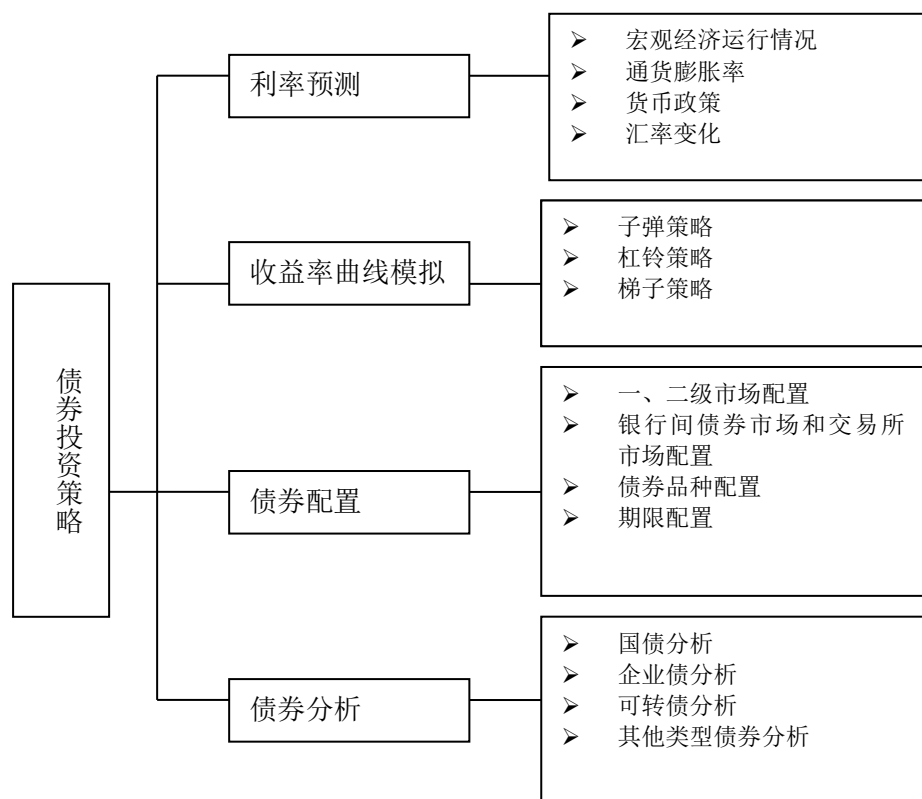 债券投资策略
利率预测
➢ 宏观经济运行情况
➢ 通货膨胀率
➢ 货币政策
➢ 汇率变化
收益率曲线模拟
➢ 子弹策略
➢ 杠铃策略
➢ 梯子策略
债券配置
➢ 一、二级市场配置
➢ 银行间债券市场和交易所
市场配置
➢ 债券品种配置
➢ 期限配置
债券分析
➢ 国债分析
➢ 企业债分析
➢ 可转债分析
➢ 其他类型债券分析